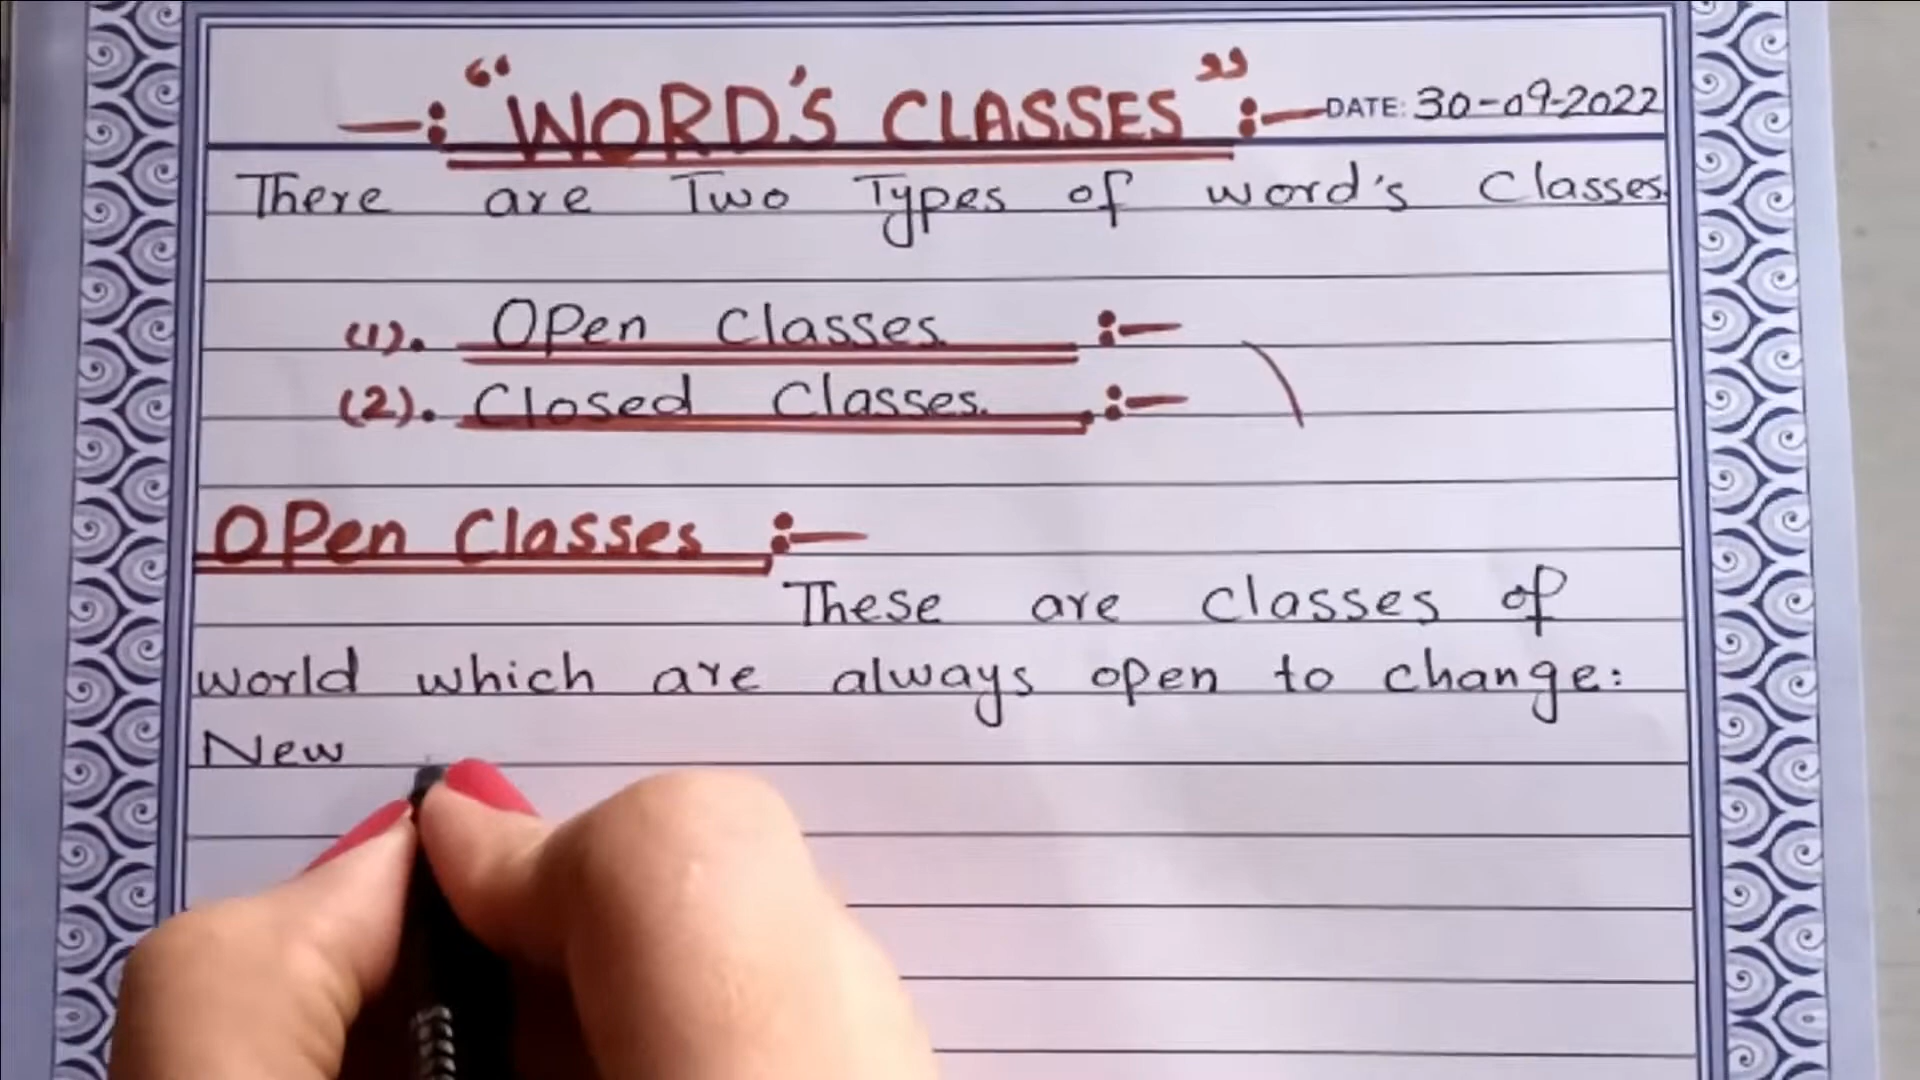 —: "WORD'S CLASSES" :— DATE: 30-09-2022
There are Two Types of word's Classes.
(1). Open Classes. :—
(2). Closed Classes. :—
Open Classes :—
These are classes of
world which are always open to change:
New